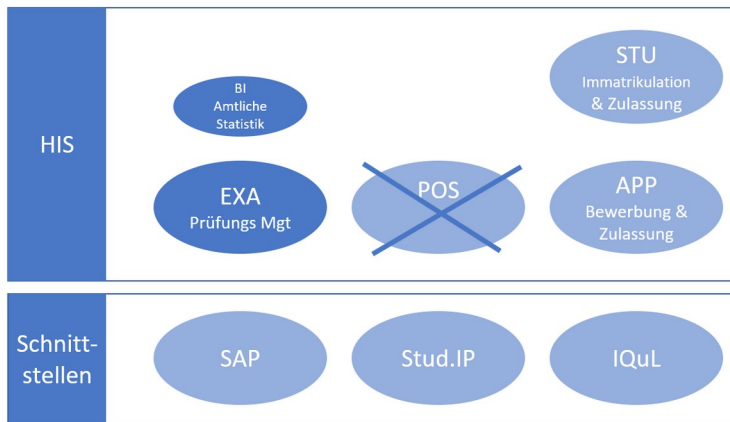 HIS
BI
Amtliche
Statistik
STU
Immatrikulation
& Zulassung
EXA
Prüfungs Mgt
POS
APP
Bewerbung &
Zulassung
Schnitt-
stellen
SAP
Stud.IP
IQuL